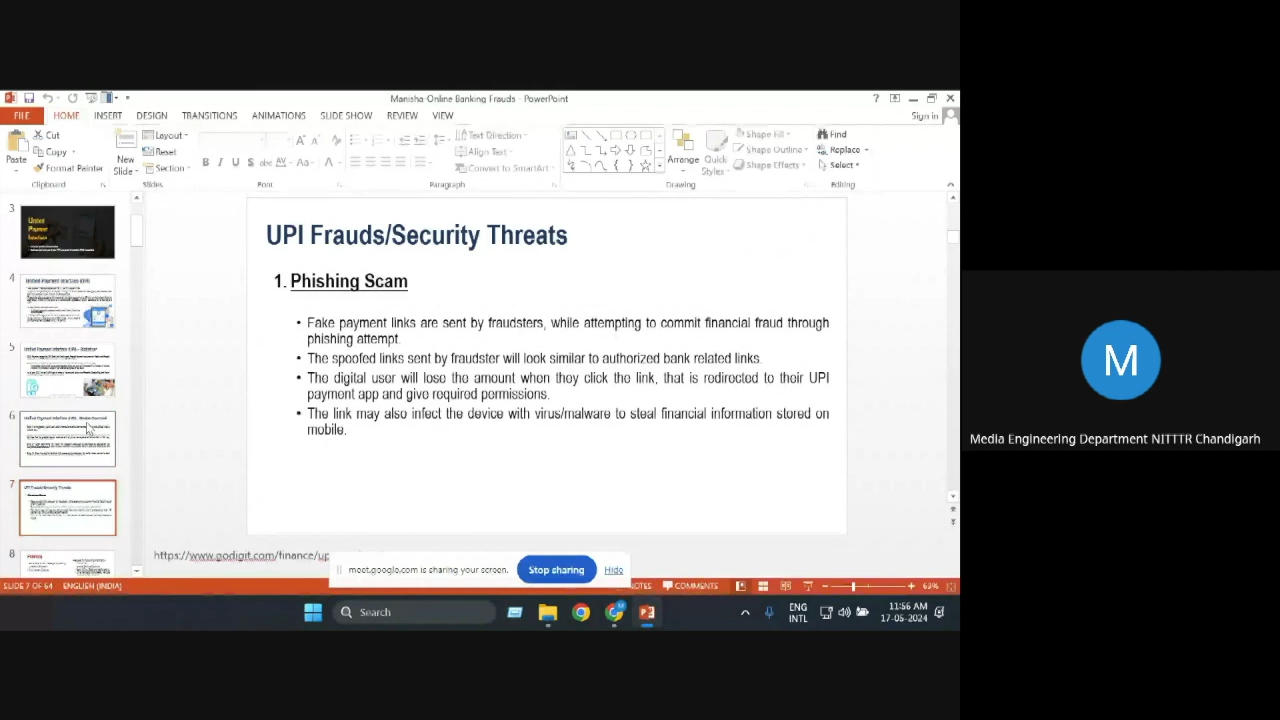 Manisha-Online Banking Frauds - PowerPoint
FILE HOME INSERT DESIGN TRANSITIONS ANIMATIONS SLIDE SHOW REVIEW VIEW Sign in
Paste Cut Copy Format Painter Clipboard
New Slide Layout Reset Section Slides
Font
Text Direction Align Text Convert to SmartArt Paragraph
Arrange Quick Styles Shape Fill Shape Outline Shape Effects Drawing
Find Replace Select Editing
3
4
5
6
7
8
UPI Frauds/Security Threats
1. Phishing Scam
• Fake payment links are sent by fraudsters, while attempting to commit financial fraud through
phishing attempt.
• The spoofed links sent by fraudster will look similar to authorized bank related links.
• The digital user will lose the amount when they click the link, that is redirected to their UPI
payment app and give required permissions.
• The link may also infect the device with virus/malware to steal financial information stored on
mobile.
https://www.godigit.com/finance/up
meet.google.com is sharing your screen. Stop sharing Hide
SLIDE 7 OF 64 ENGLISH (INDIA) NOTES COMMENTS 63%
Search
ENG
INTL
11:56 AM
17-05-2024
M
Media Engineering Department NITTTR Chandigarh